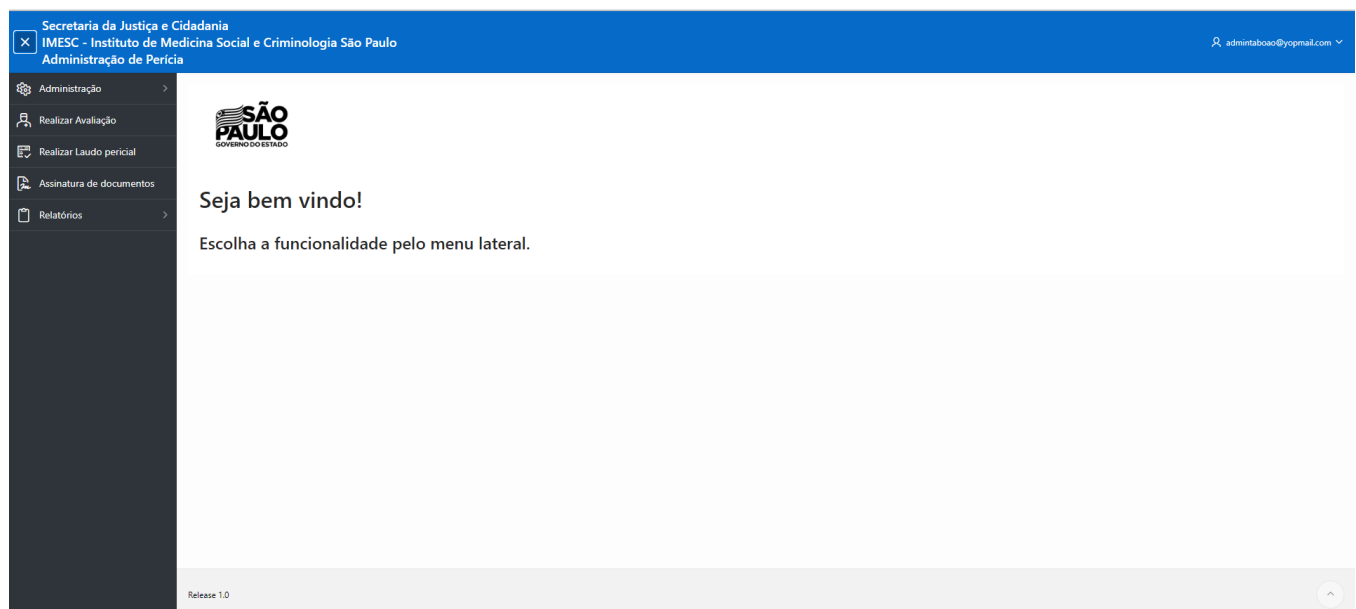 Secretaria da Justiça e Cidadania
IMESC - Instituto de Medicina Social e Criminologia São Paulo
Administração de Perícia
admintaboao@yopmail.com
Administração
Realizar Avaliação
Realizar Laudo pericial
Assinatura de documentos
Relatórios
SÃO
PAULO
GOVERNO DO ESTADO
Seja bem vindo!
Escolha a funcionalidade pelo menu lateral.
Release 1.0